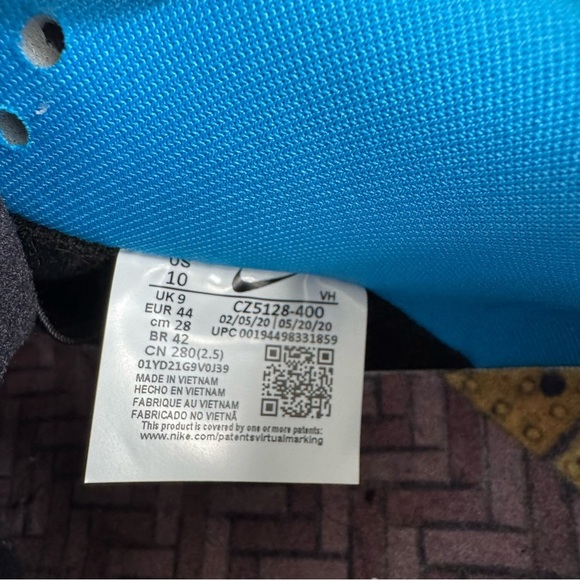 US
10
UK 9
EUR 44
cm 28
BR 42
CN 280(2.5)
01YD21G9V0J39
VH
CZ5128-400
02/05/20 | 05/20/20
UPC 00194498331859
MADE IN VIETNAM
HECHO EN VIETNAM
FABRIQUE AU VIETNAM
FABRICADO NO VIETNÃ
This product is covered by one or more patents:
www.nike.com/patentsvirtualmarking